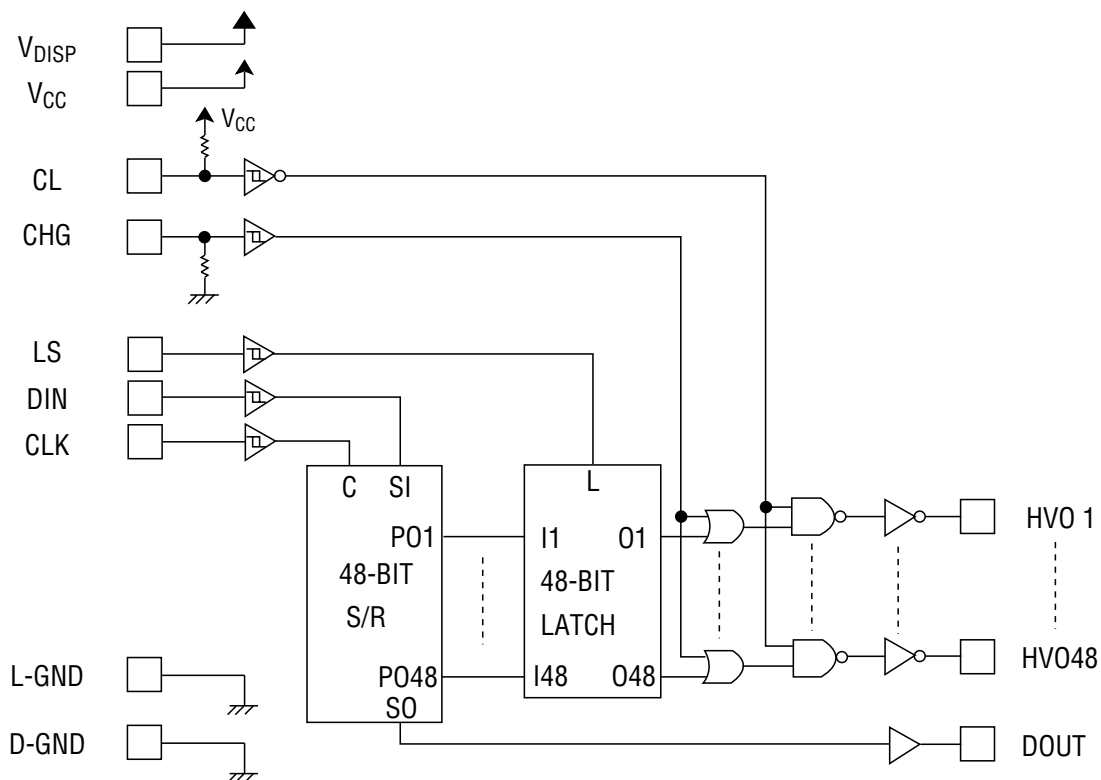 VDISP
VCC
VCC
CL
CHG
LS
DIN
CLK
C SI
L
PO1
I1 O1
HVO 1
48-BIT
S/R
48-BIT
LATCH
PO48
I48 O48
HVO48
SO
L-GND
D-GND
DOUT